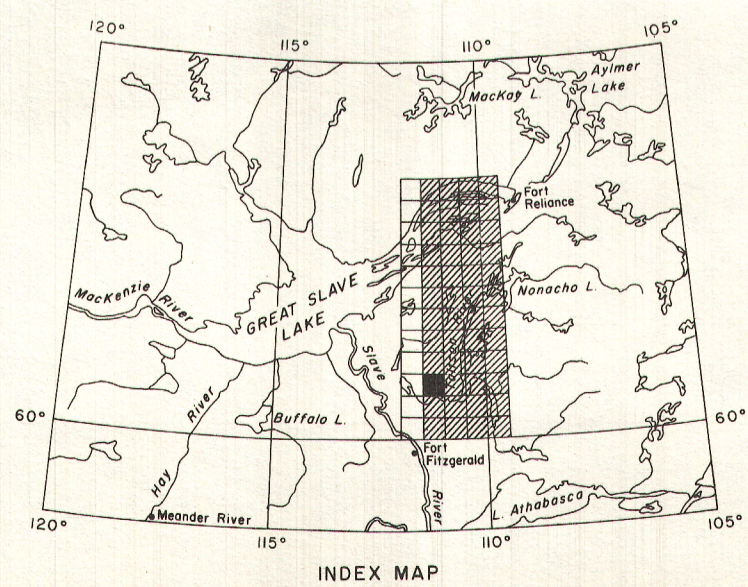 120°
115°
110°
105°
Aylmer
Lake
MacKay L.
Fort
Reliance
MacKenzie
River
GREAT SLAVE
LAKE
Nonacho L.
Slave
60°
River
Buffalo L.
60°
Fort
Fitzgerald
Hay
River
L. Athabasca
Meander River
120°
115°
110°
105°
INDEX MAP